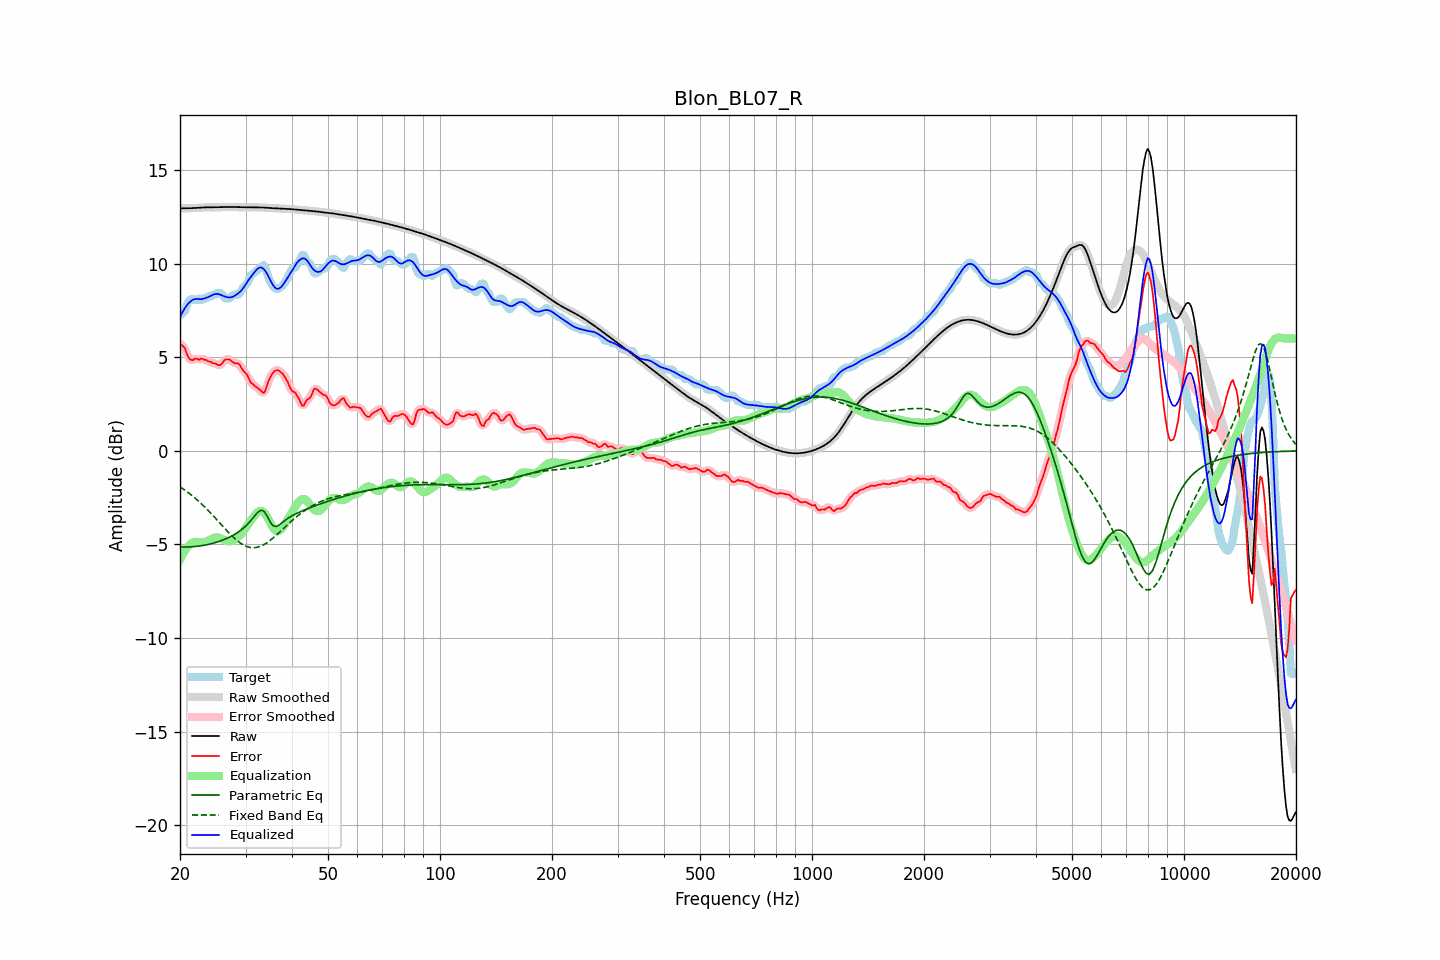 Blon_BL07_R
Amplitude (dBr)
15
10
5
0
−5
−10
−15
−20
Target
Raw Smoothed
Error Smoothed
Raw
Error
Equalization
Parametric Eq
Fixed Band Eq
Equalized
20 50 100 200 500 1000 2000 5000 10000 20000
Frequency (Hz)